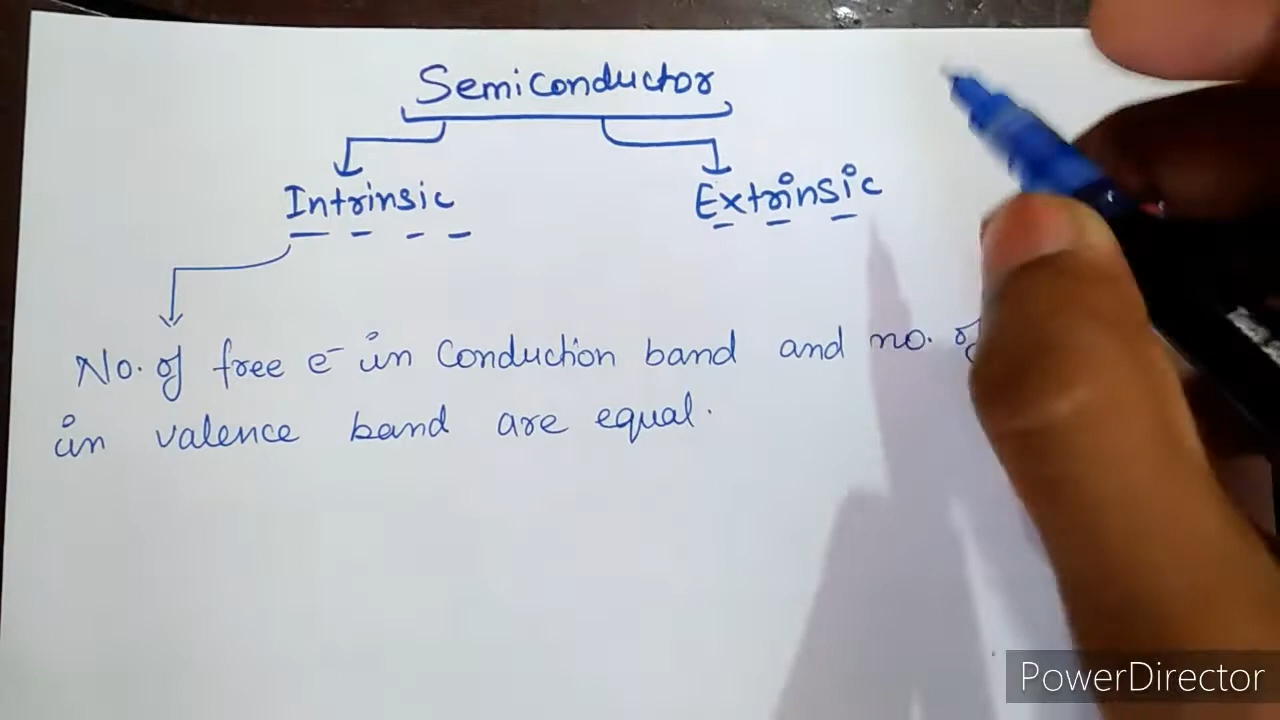 Semiconductor
Intrinsic
Extrinsic
No. of free e⁻ in Conduction band and no. of
in valence band are equal.
PowerDirector